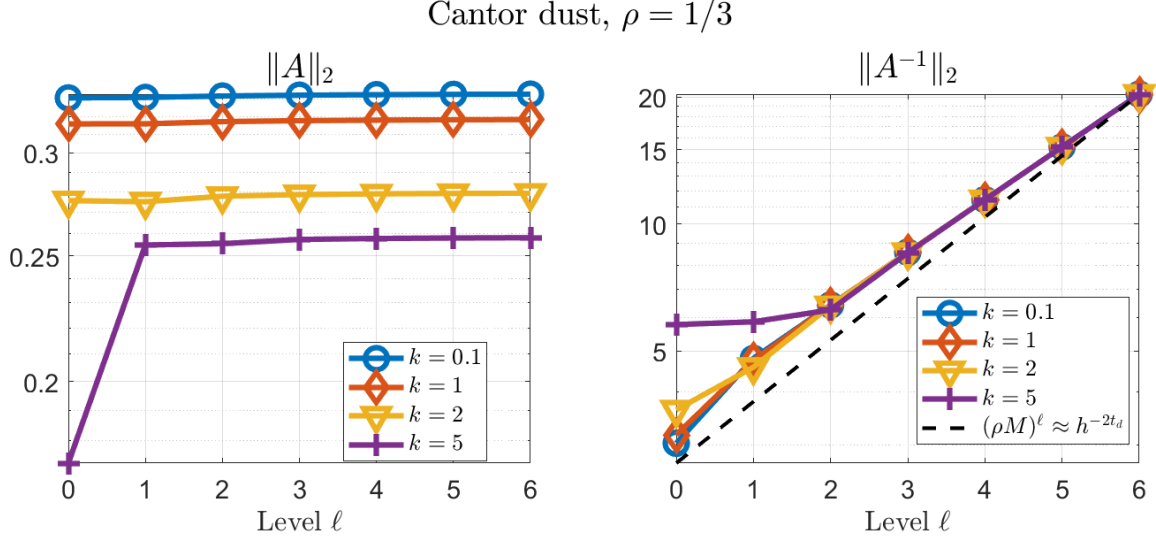 Cantor dust, ρ = 1/3
‖A‖₂
0.3
0.25
0.2
0 1 2 3 4 5 6
Level ℓ
k = 0.1
k = 1
k = 2
k = 5
‖A⁻¹‖₂
20
15
10
5
0 1 2 3 4 5 6
Level ℓ
k = 0.1
k = 1
k = 2
k = 5
(ρM)^ℓ ≈ h^{−2t_d}